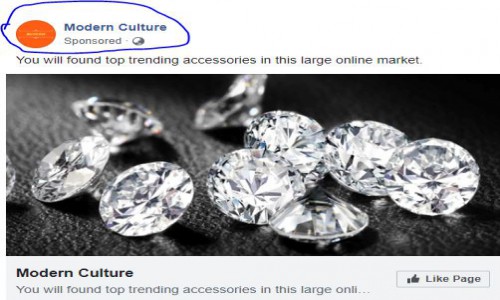 Modern Culture
Sponsored ·
You will found top trending accessories in this large online market.
Modern Culture
Like Page
You will found top trending accessories in this large onli...